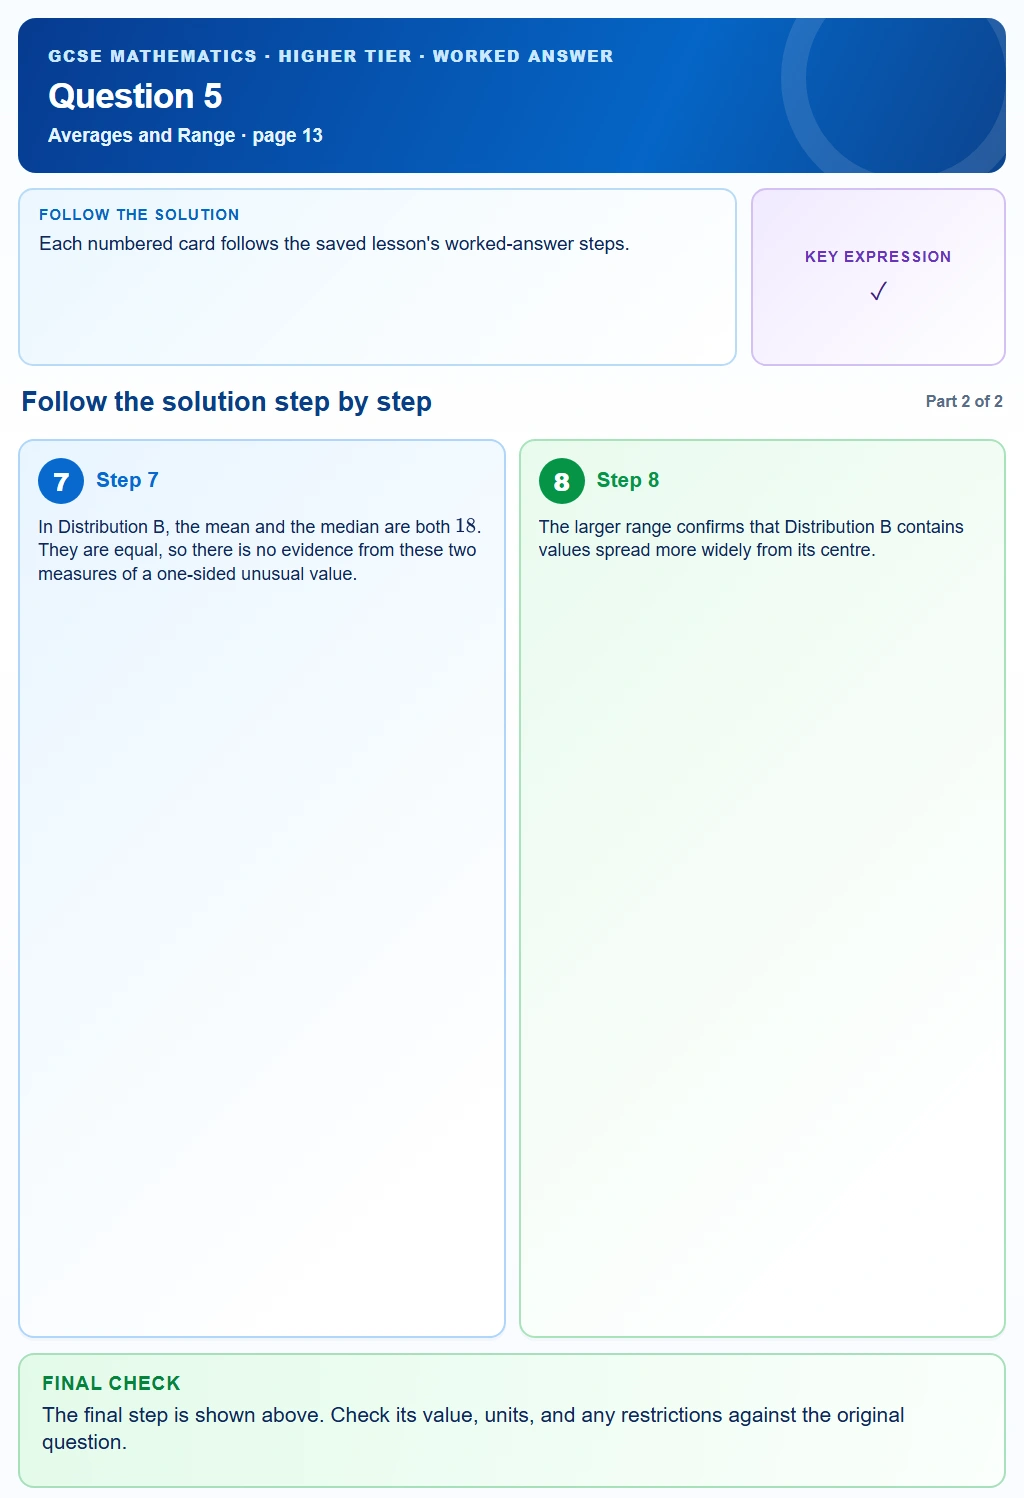 GCSE MATHEMATICS · HIGHER TIER · WORKED ANSWER
Question 5
Averages and Range · page 13
FOLLOW THE SOLUTION
Each numbered card follows the saved lesson's worked-answer steps.
KEY EXPRESSION
✓
Follow the solution step by step
Part 2 of 2
7
Step 7
In Distribution B, the mean and the median are both 18.
They are equal, so there is no evidence from these two
measures of a one-sided unusual value.
8
Step 8
The larger range confirms that Distribution B contains
values spread more widely from its centre.
FINAL CHECK
The final step is shown above. Check its value, units, and any restrictions against the original
question.